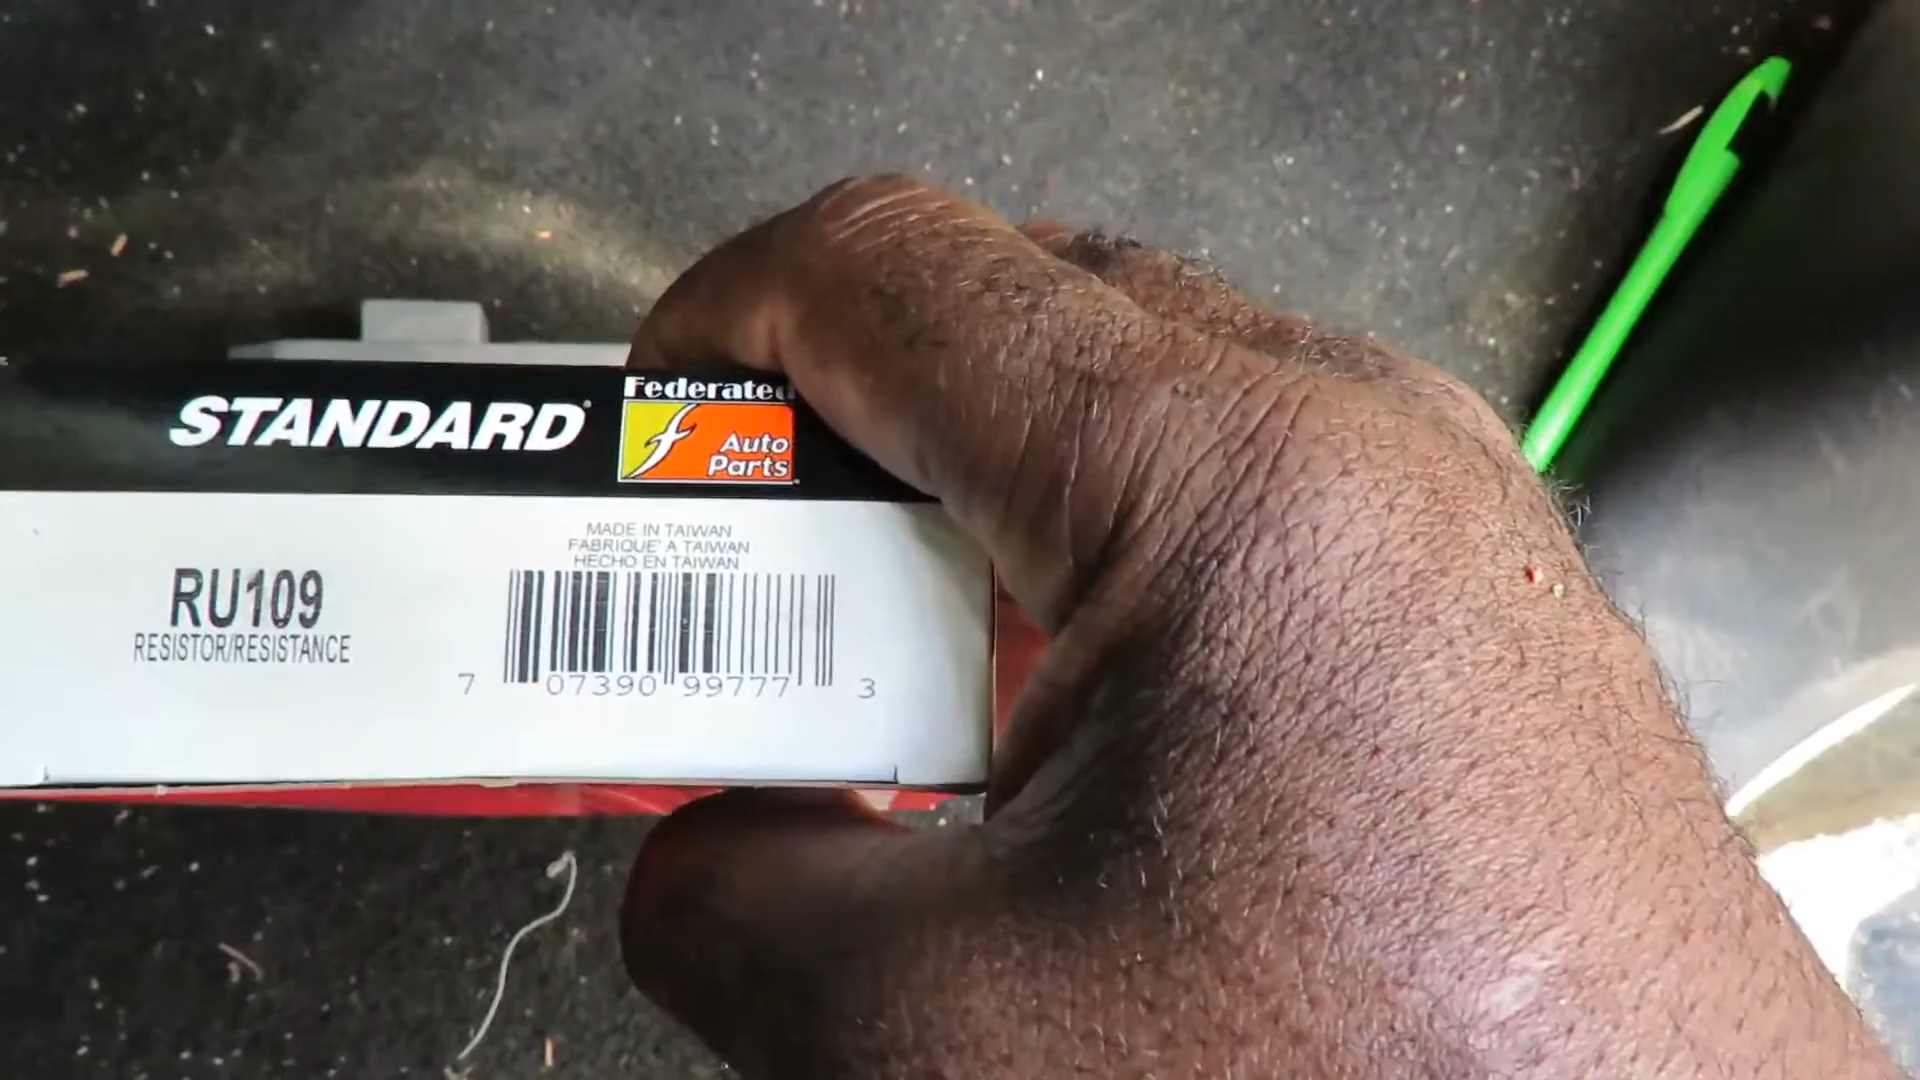 STANDARD
Federated
Auto
Parts
MADE IN TAIWAN
FABRIQUE' A TAIWAN
HECHO EN TAIWAN
RU109
RESISTOR/RESISTANCE
7 07390 99777 3